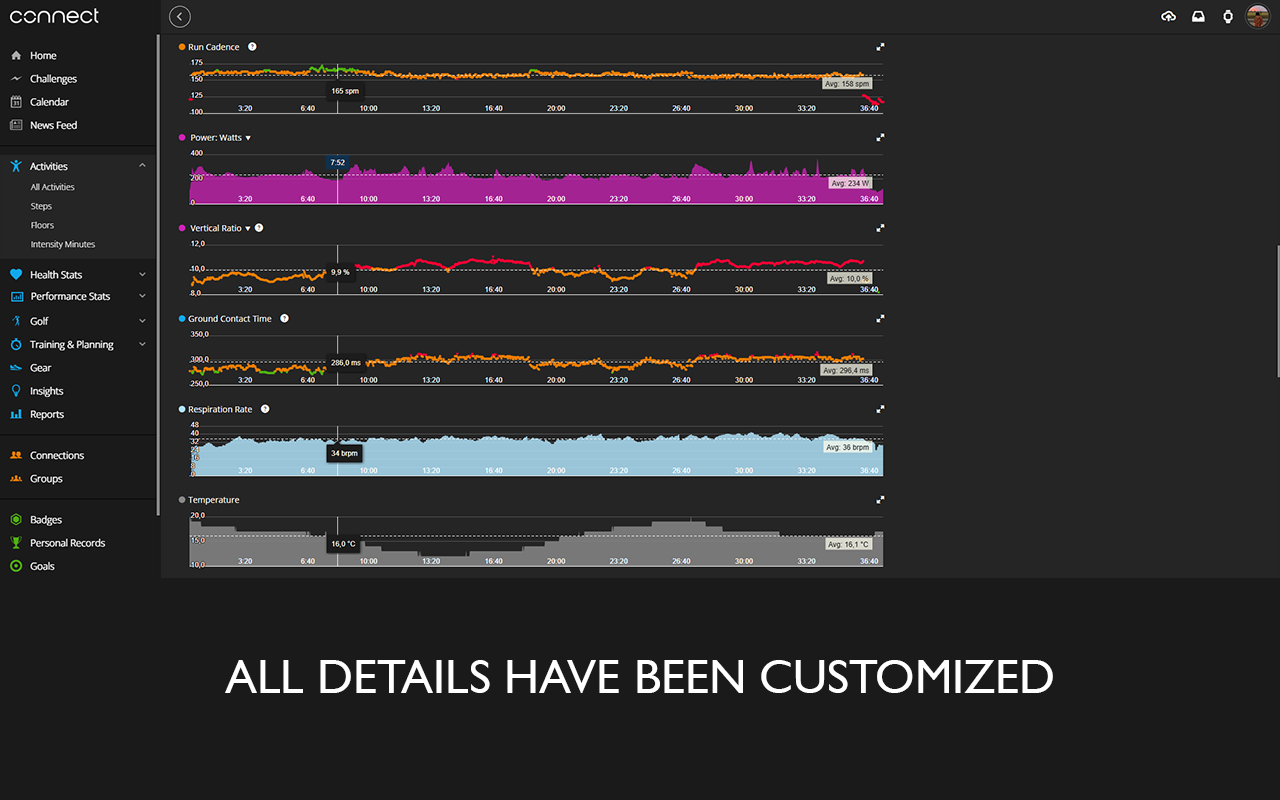 connect
Home
Challenges
Calendar
News Feed
Activities
All Activities
Steps
Floors
Intensity Minutes
Health Stats
Performance Stats
Golf
Training & Planning
Gear
Insights
Reports
Connections
Groups
Badges
Personal Records
Goals
Run Cadence ?
175
150
125
100
165 spm
Avg: 158 spm
3:20 6:40 10:00 13:20 16:40 20:00 23:20 26:40 30:00 33:20 36:40
Power: Watts ▾
400
200
0
7:52
Avg: 234 W
3:20 6:40 10:00 13:20 16:40 20:00 23:20 26:40 30:00 33:20 36:40
Vertical Ratio ▾ ?
12,0
10,0
8,0
9,9 %
Avg: 10,0 %
3:20 6:40 10:00 13:20 16:40 20:00 23:20 26:40 30:00 33:20 36:40
Ground Contact Time ?
350,0
300,0
250,0
286,0 ms
Avg: 296,4 ms
3:20 6:40 10:00 13:20 16:40 20:00 23:20 26:40 30:00 33:20 36:40
Respiration Rate ?
48
40
32
34 brpm
Avg: 36 brpm
3:20 6:40 10:00 13:20 16:40 20:00 23:20 26:40 30:00 33:20 36:40
Temperature
20,0
15,0
10,0
16,0 °C
Avg: 16,1 °C
3:20 6:40 10:00 13:20 16:40 20:00 23:20 26:40 30:00 33:20 36:40
ALL DETAILS HAVE BEEN CUSTOMIZED